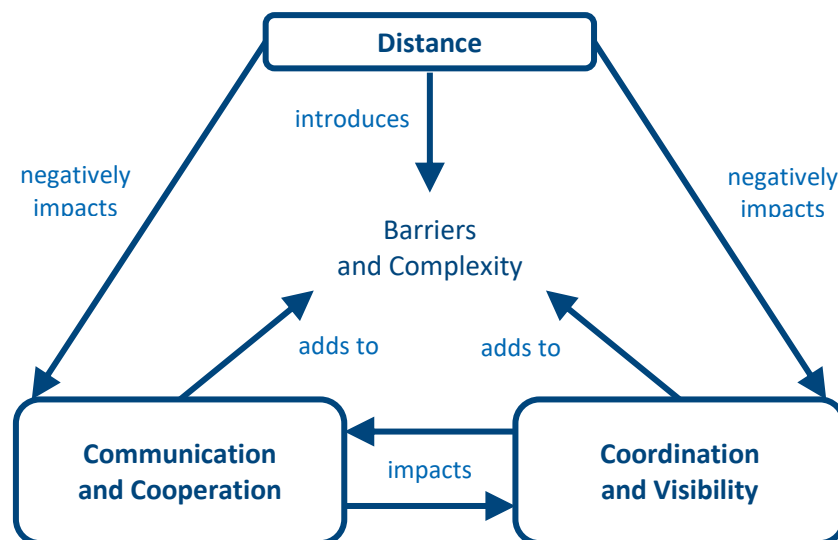 Distance
introduces
negatively
impacts
negatively
impacts
Barriers
and Complexity
adds to
adds to
Communication
and Cooperation
impacts
Coordination
and Visibility